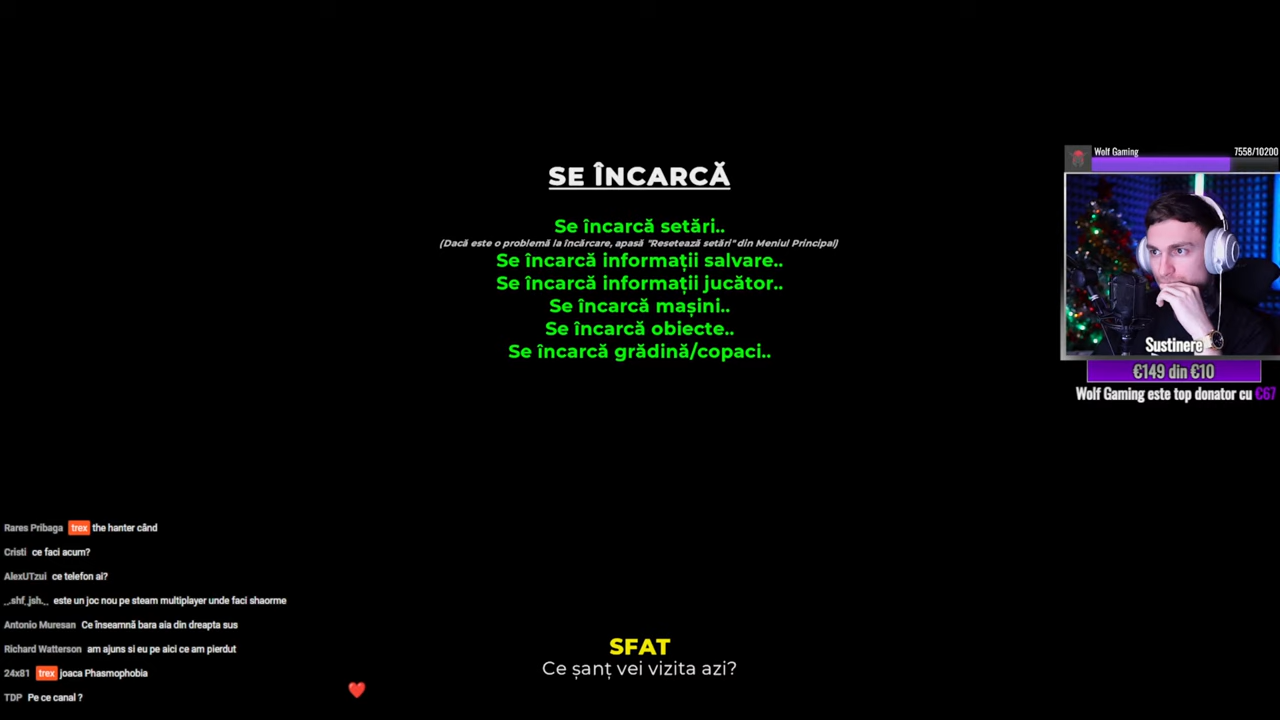 SE ÎNCARCĂ
Se încarcă setări..
(Dacă este o problemă la încărcare, apasă "Resetează setări" din Meniul Principal)
Se încarcă informații salvare..
Se încarcă informații jucător..
Se încarcă mașini..
Se încarcă obiecte..
Se încarcă grădină/copaci..
Wolf Gaming 7558/10200
Sustinere
€149 din €10
Wolf Gaming este top donator cu €67
Rares Pribaga trex the hanter când
Cristi ce faci acum?
AlexUTzui ce telefon ai?
_.shf_jsh._ este un joc nou pe steam multiplayer unde faci shaorme
Antonio Muresan Ce înseamnă bara aia din dreapta sus
Richard Watterson am ajuns si eu pe aici ce am pierdut
24x81 trex joaca Phasmophobia
TDP Pe ce canal ?
SFAT
Ce șanț vei vizita azi?